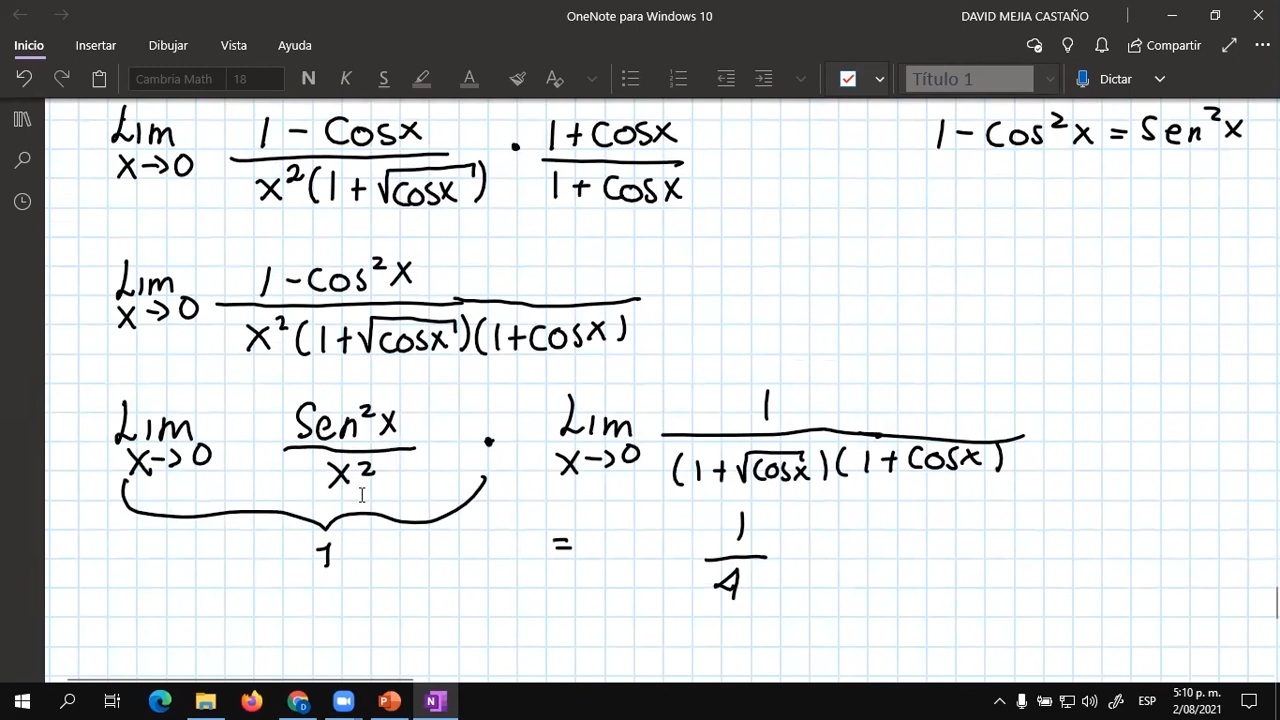 OneNote para Windows 10
DAVID MEJIA CASTAÑO
Inicio Insertar Dibujar Vista Ayuda
Compartir
Cambria Math 18 N K S A
Título 1
Dictar
Lim x→0 (1 - Cosx)/(x²(1 + √cosx)) · (1 + Cosx)/(1 + Cosx)
1 - Cos²x = Sen²x
Lim x→0 (1 - Cos²x)/(x²(1 + √cosx)(1 + Cosx))
Lim x→0 Sen²x/x² · Lim x→0 1/((1 + √cosx)(1 + Cosx))
1 = 1/4
ESP
5:10 p. m.
2/08/2021